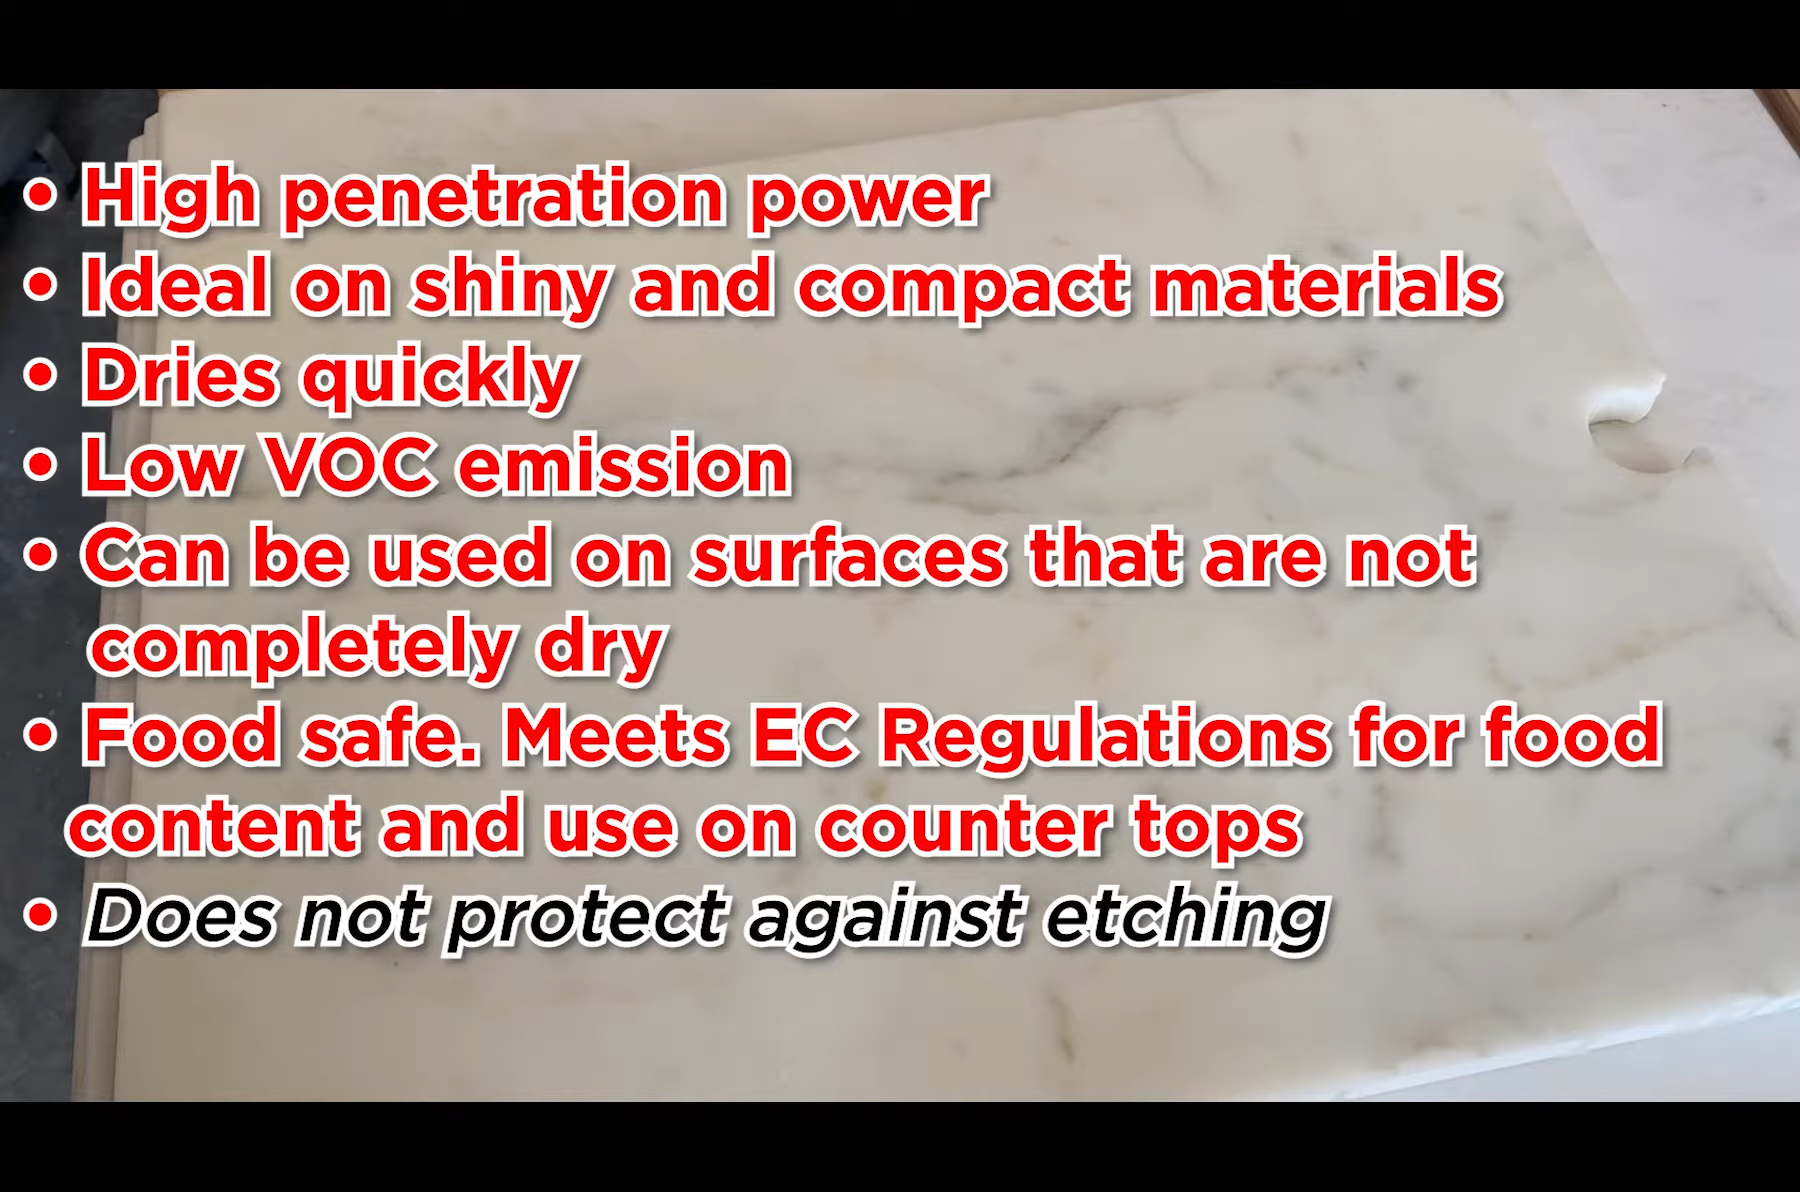 • High penetration power
• Ideal on shiny and compact materials
• Dries quickly
• Low VOC emission
• Can be used on surfaces that are not
completely dry
• Food safe. Meets EC Regulations for food
content and use on counter tops
• Does not protect against etching